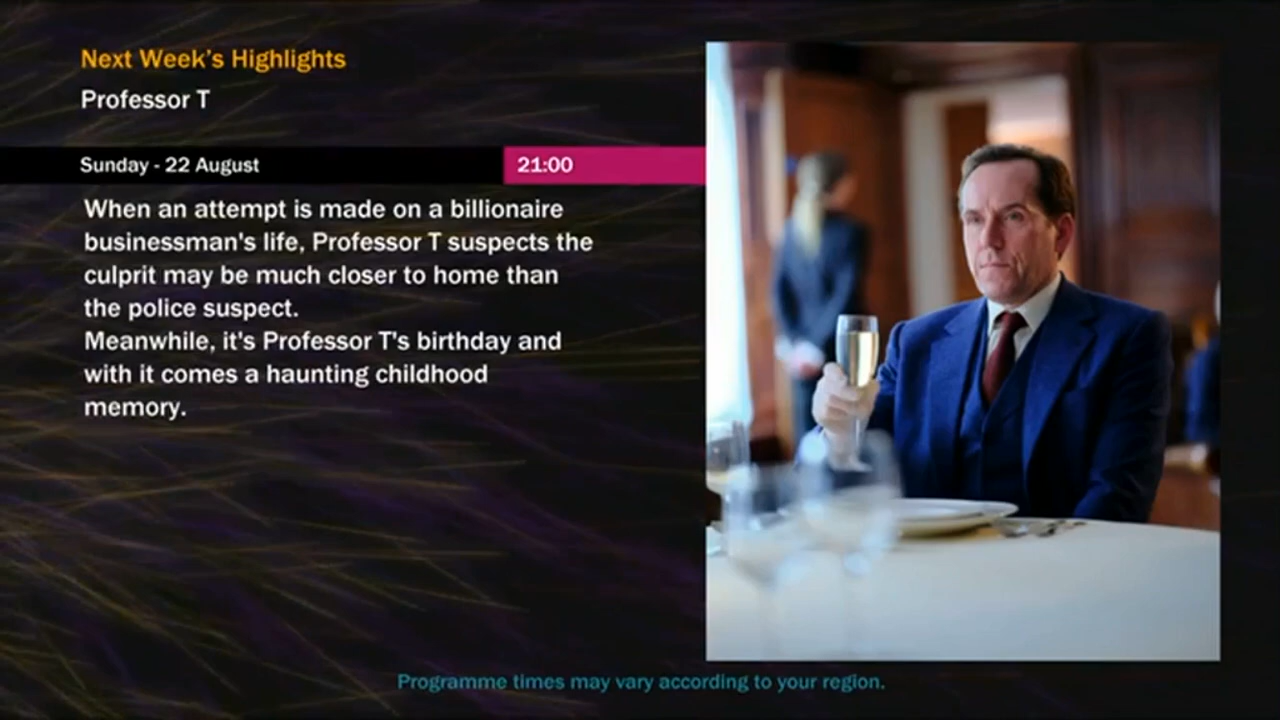 Next Week’s Highlights
Professor T
Sunday - 22 August 21:00
When an attempt is made on a billionaire
businessman's life, Professor T suspects the
culprit may be much closer to home than
the police suspect.
Meanwhile, it's Professor T's birthday and
with it comes a haunting childhood
memory.
Programme times may vary according to your region.